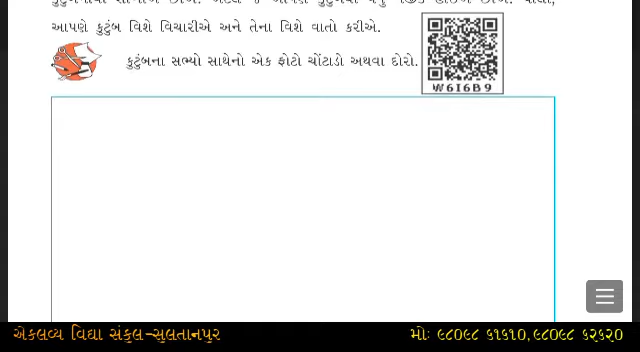 આપણે કુટુંબ વિશે વિચારીએ અને તેના વિશે વાતો કરીએ.
કુટુંબના સભ્યો સાથેનો એક ફોટો ચોંટાડો અથવા દોરો.
W6I6B9
એકલવ્ય વિદ્યા સંકુલ-સુલતાનપુર
મોઃ ૯૮૦૯૮ ૬૧૬૧૦,૯૮૦૯૮ ૬૨૬૨૦